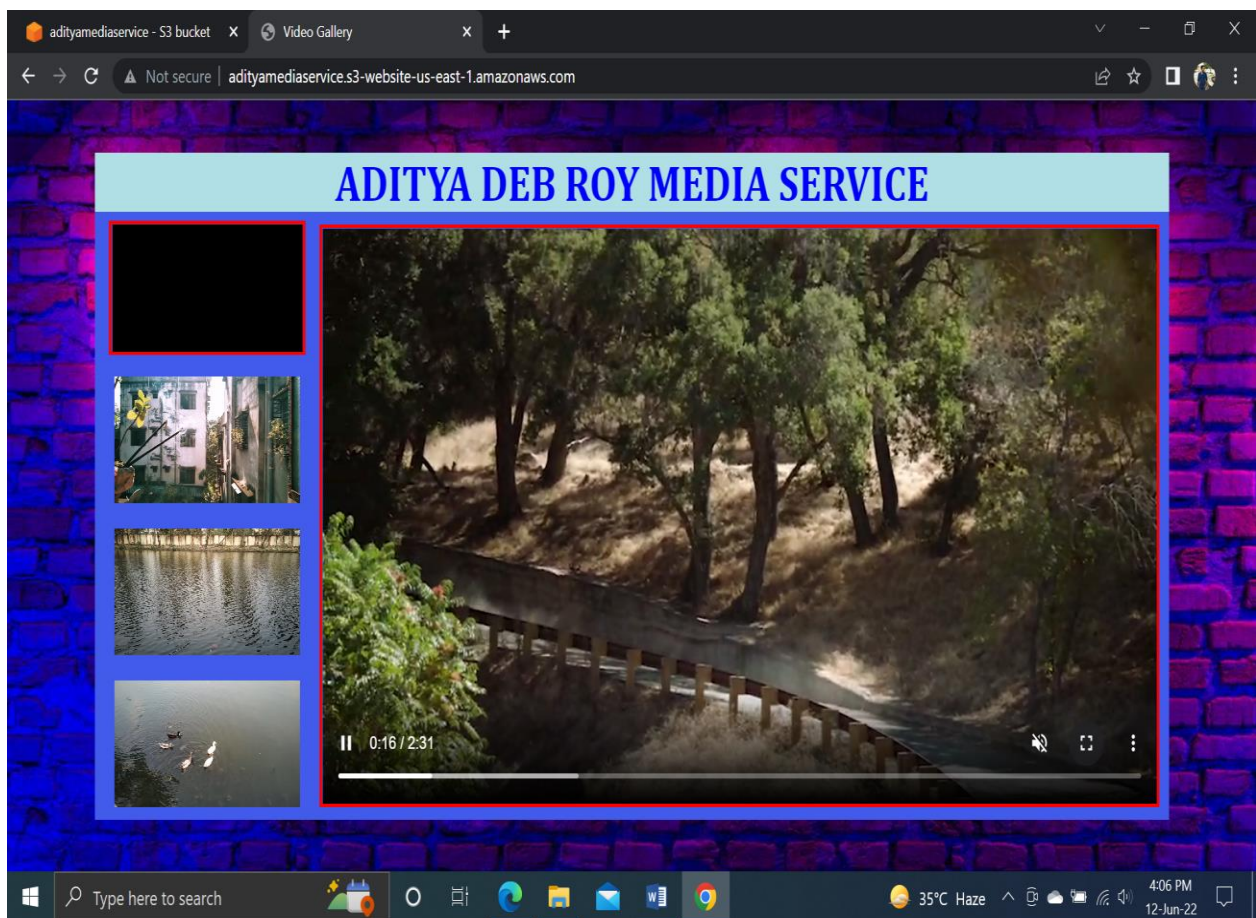 adityamediaservice - S3 bucket
Video Gallery
Not secure
adityamediaservice.s3-website-us-east-1.amazonaws.com
ADITYA DEB ROY MEDIA SERVICE
0:16 / 2:31
Type here to search
35°C Haze
4:06 PM
12-Jun-22